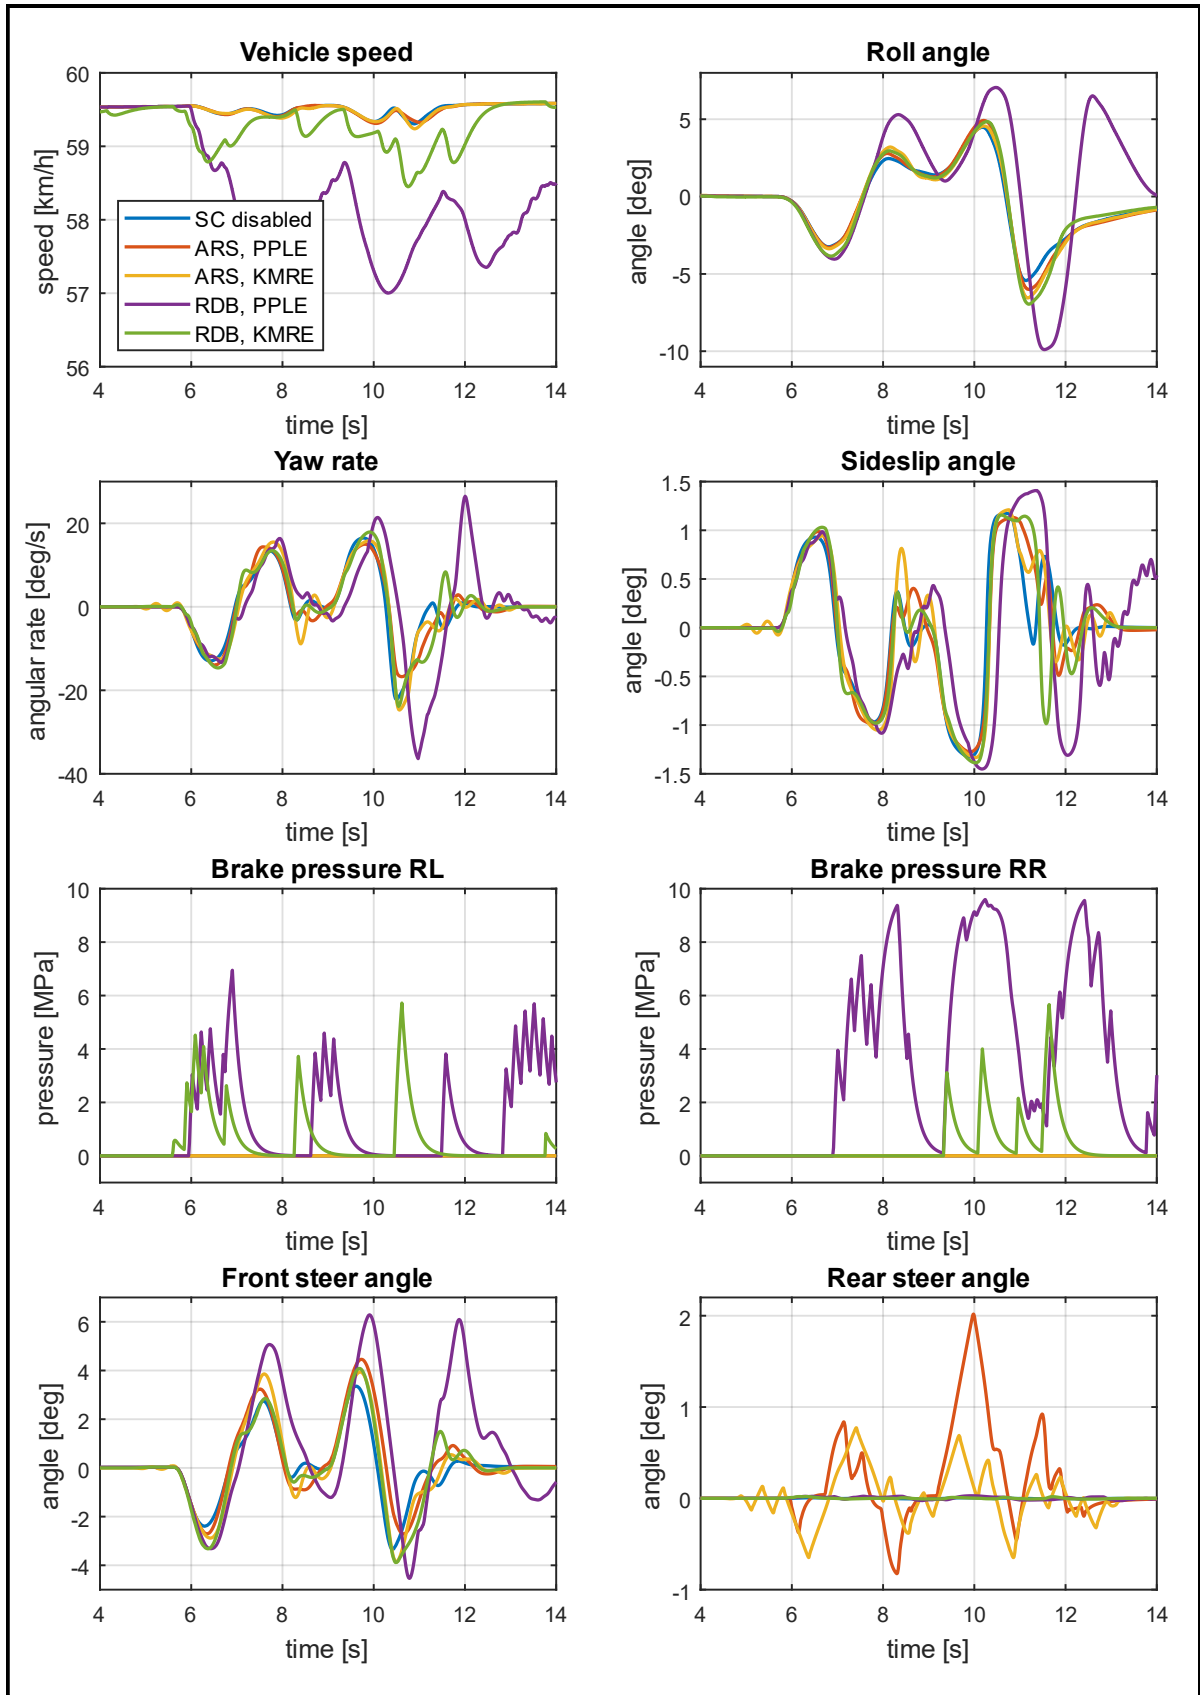 Vehicle speed
60
59
58
57
56
speed [km/h]
SC disabled
ARS, PPLE
ARS, KMRE
RDB, PPLE
RDB, KMRE
4 6 8 10 12 14
time [s]
Roll angle
5
0
-5
-10
angle [deg]
4 6 8 10 12 14
time [s]
Yaw rate
20
0
-20
-40
angular rate [deg/s]
4 6 8 10 12 14
time [s]
Sideslip angle
1.5
1
0.5
0
-0.5
-1
-1.5
angle [deg]
4 6 8 10 12 14
time [s]
Brake pressure RL
10
8
6
4
2
0
pressure [MPa]
4 6 8 10 12 14
time [s]
Brake pressure RR
10
8
6
4
2
0
pressure [MPa]
4 6 8 10 12 14
time [s]
Front steer angle
6
4
2
0
-2
-4
angle [deg]
4 6 8 10 12 14
time [s]
Rear steer angle
2
1
0
-1
angle [deg]
4 6 8 10 12 14
time [s]